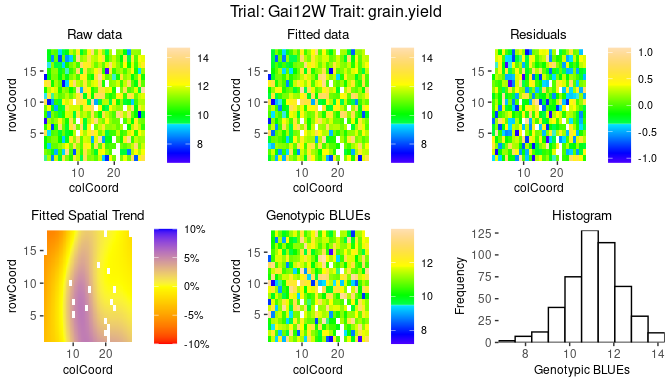 Trial: Gai12W Trait: grain.yield
Raw data
Fitted data
Residuals
rowCoord
15
10
5
10
20
colCoord
14
12
10
8
rowCoord
15
10
5
10
20
colCoord
14
12
10
8
rowCoord
15
10
5
10
20
colCoord
1.0
0.5
0.0
-0.5
-1.0
Fitted Spatial Trend
Genotypic BLUEs
Histogram
rowCoord
15
10
5
10
20
colCoord
10%
5%
0%
-5%
-10%
rowCoord
15
10
5
10
20
colCoord
12
10
8
Frequency
125
100
75
50
25
0
8
10
12
14
Genotypic BLUEs